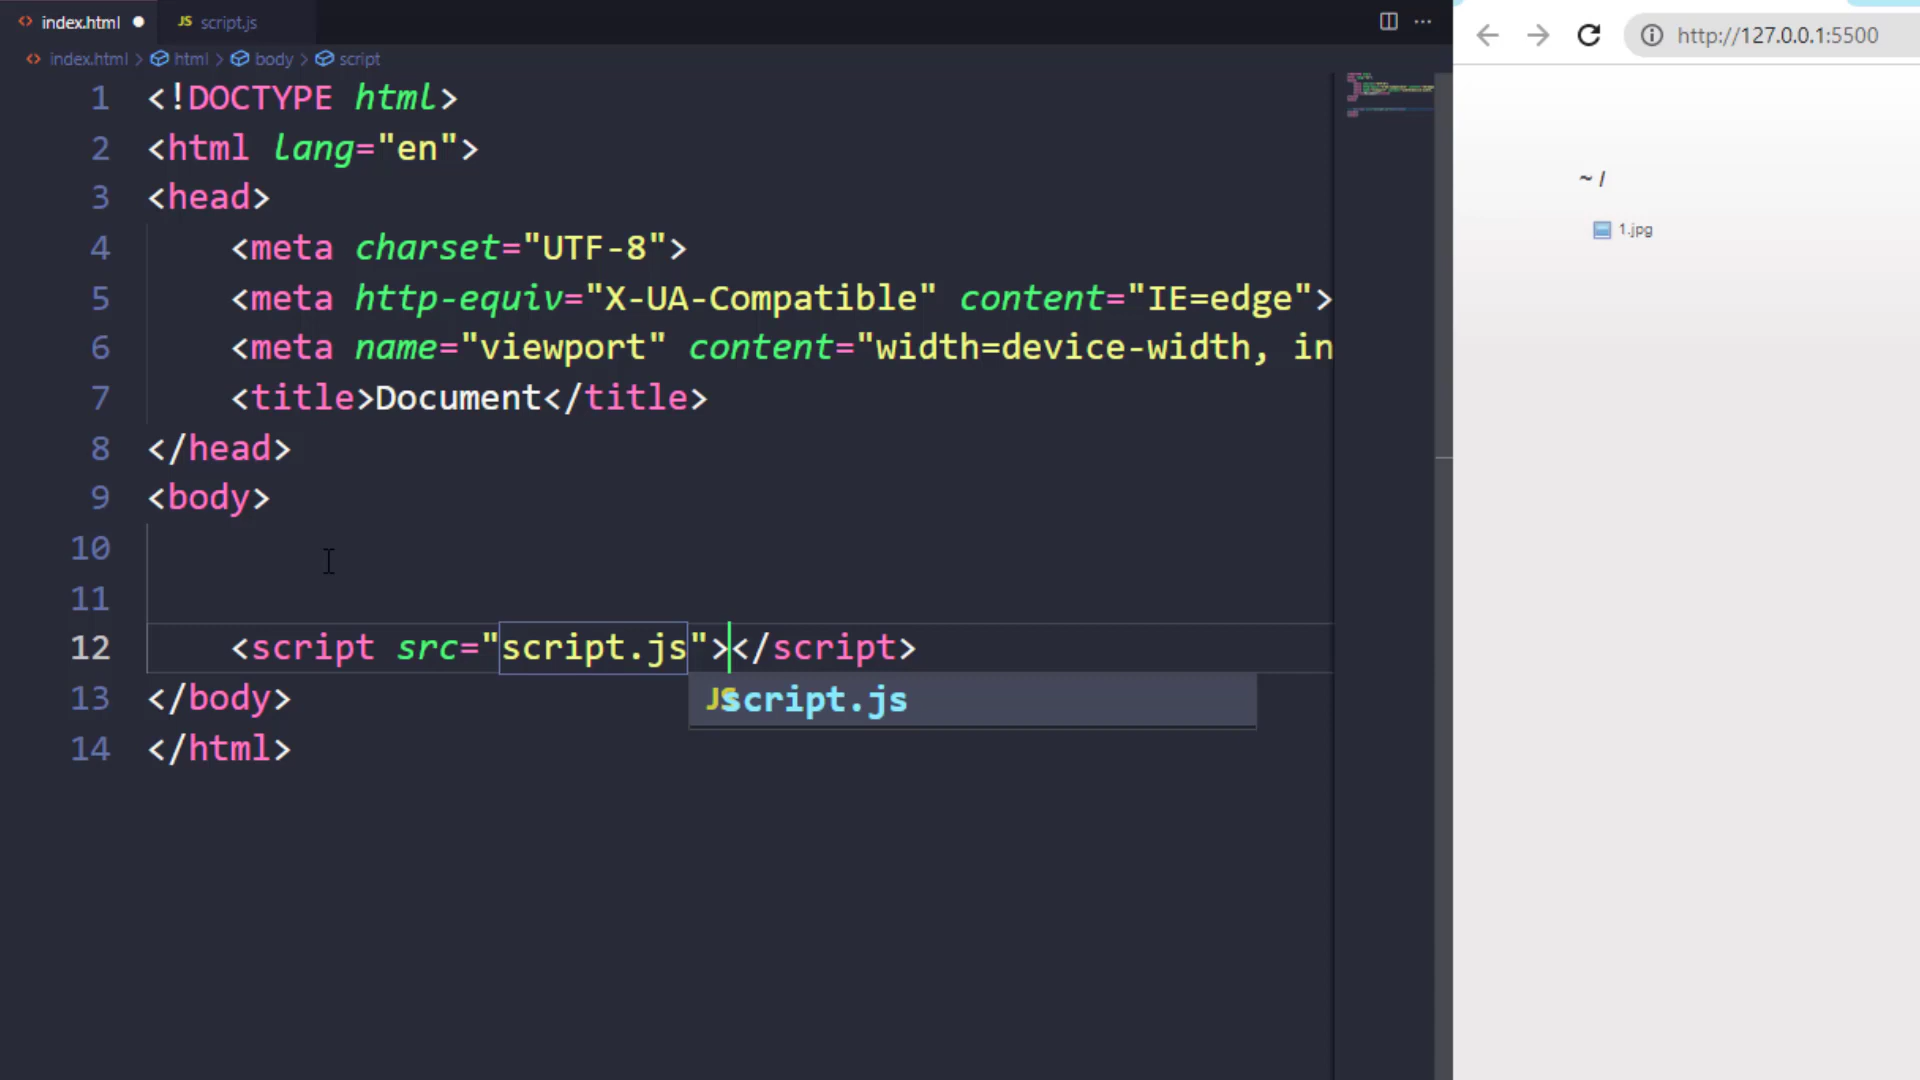 index.html
JS script.js
index.html > html > body > script
1 <!DOCTYPE html>
2 <html lang="en">
3 <head>
4 <meta charset="UTF-8">
5 <meta http-equiv="X-UA-Compatible" content="IE=edge">
6 <meta name="viewport" content="width=device-width, in
7 <title>Document</title>
8 </head>
9 <body>
10
11
12 <script src="script.js"></script>
JS script.js
13 </body>
14 </html>
http://127.0.0.1:5500
~ /
1.jpg